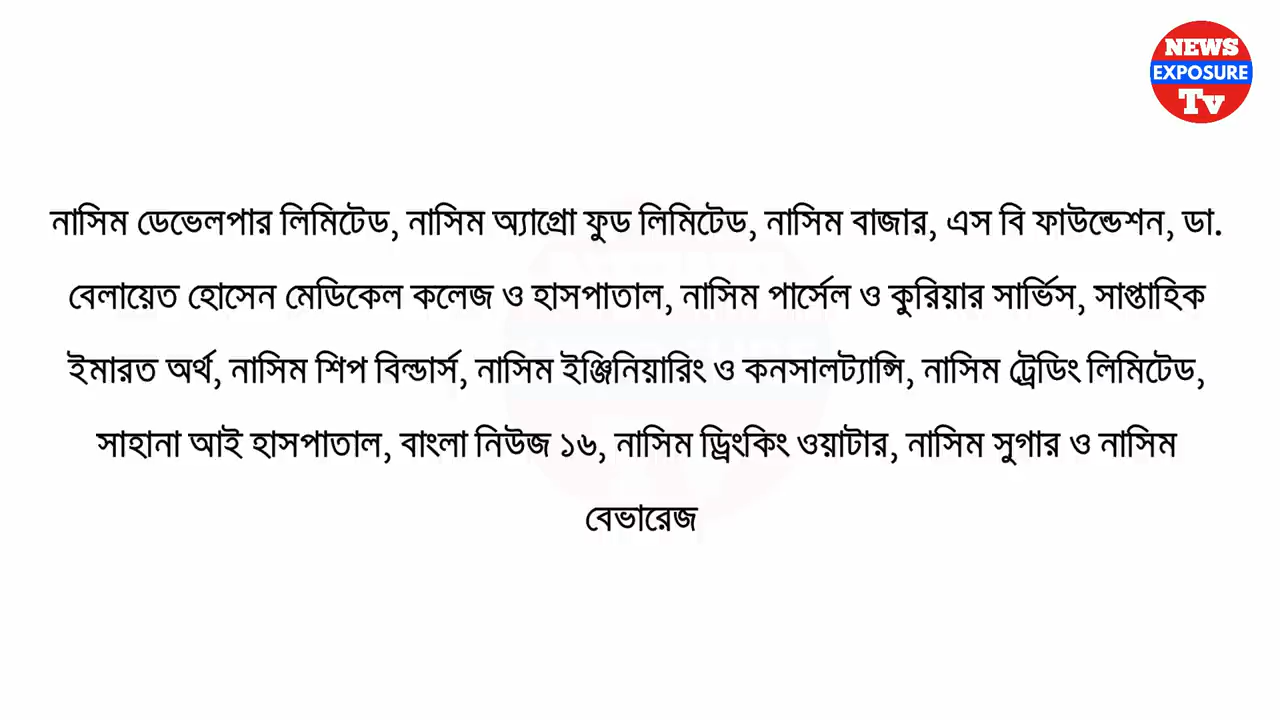 NEWS
EXPOSURE
Tv
নাসিম ডেভেলপার লিমিটেড, নাসিম অ্যাগ্রো ফুড লিমিটেড, নাসিম বাজার, এস বি ফাউন্ডেশন, ডা.
বেলায়েত হোসেন মেডিকেল কলেজ ও হাসপাতাল, নাসিম পার্সেল ও কুরিয়ার সার্ভিস, সাপ্তাহিক
ইমারত অর্থ, নাসিম শিপ বিল্ডার্স, নাসিম ইঞ্জিনিয়ারিং ও কনসালট্যান্সি, নাসিম ট্রেডিং লিমিটেড,
সাহানা আই হাসপাতাল, বাংলা নিউজ ১৬, নাসিম ড্রিংকিং ওয়াটার, নাসিম সুগার ও নাসিম
বেভারেজ